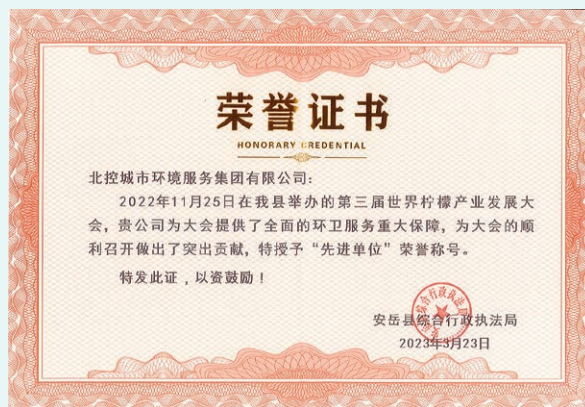 荣誉证书
HONORARY CREDENTIAL
北控城市环境服务集团有限公司:
2022年11月25日在我县举办的第三届世界柠檬产业发展大
会,贵公司为大会提供了全面的环卫服务重大保障,为大会的顺
利召开做出了突出贡献,特授予“先进单位”荣誉称号。
特发此证,以资鼓励!
安岳县综合行政执法局
2023年3月23日